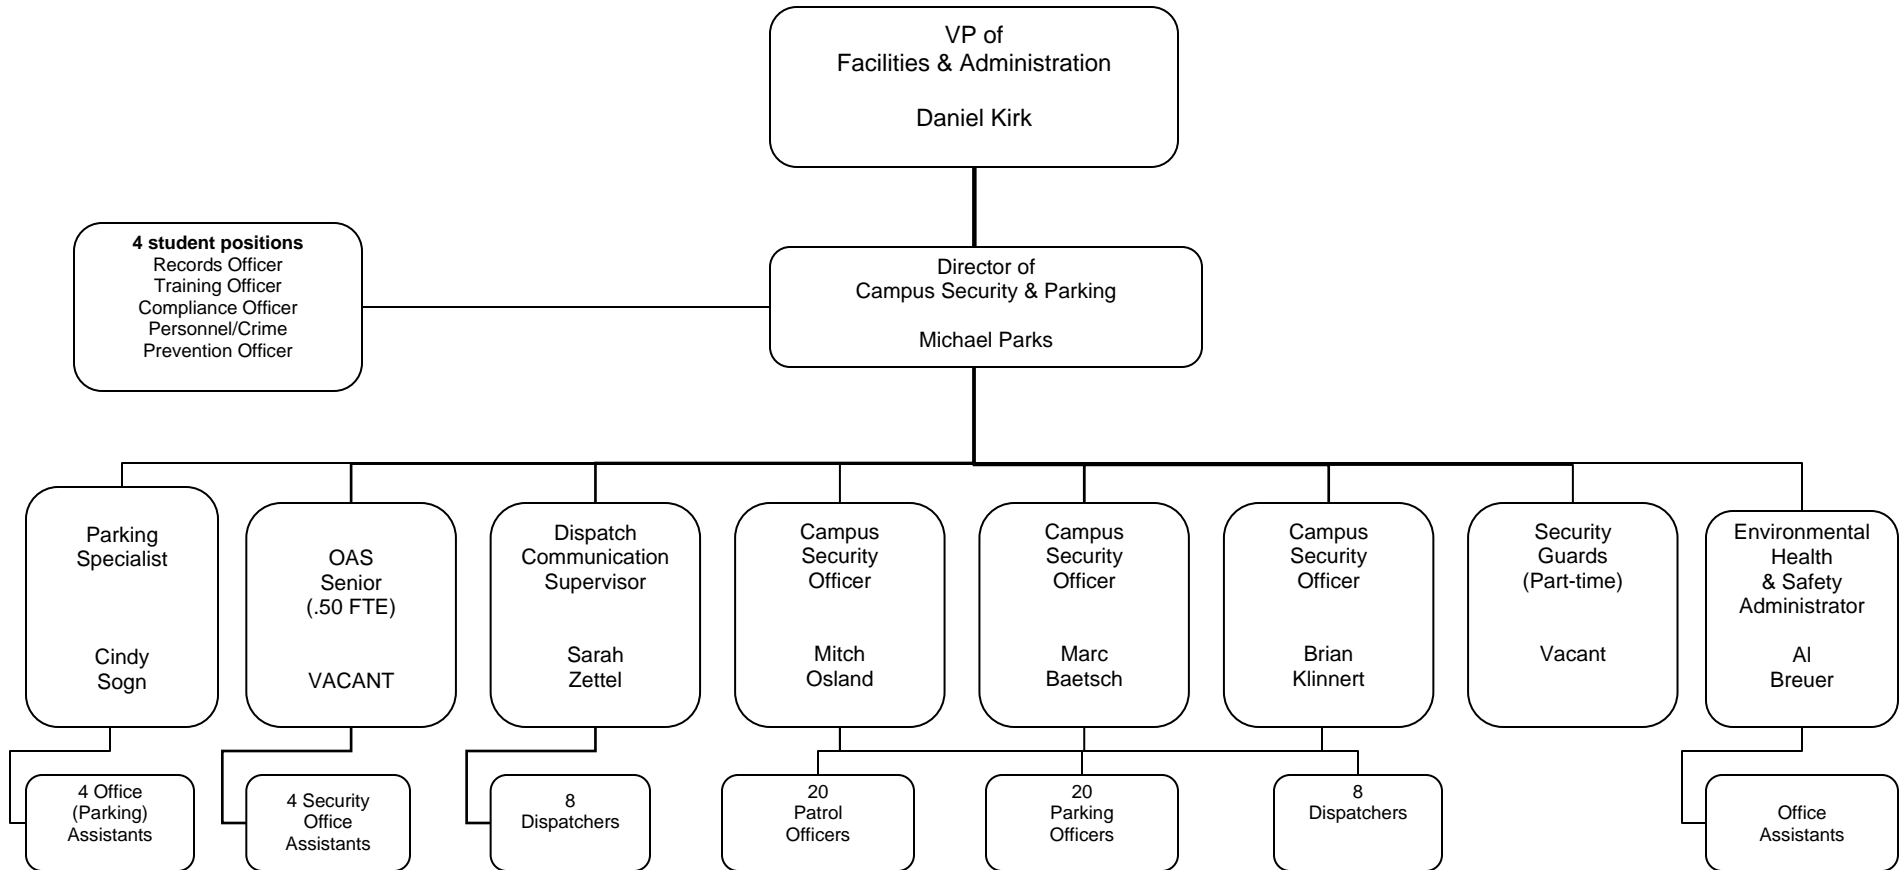 VP of
Facilities & Administration
Daniel Kirk
4 student positions
Records Officer
Training Officer
Compliance Officer
Personnel/Crime
Prevention Officer
Director of
Campus Security & Parking
Michael Parks
Parking
Specialist
Cindy
Sogn
OAS
Senior
(.50 FTE)
VACANT
Dispatch
Communication
Supervisor
Sarah
Zettel
Campus
Security
Officer
Mitch
Osland
Campus
Security
Officer
Marc
Baetsch
Campus
Security
Officer
Brian
Klinnert
Security
Guards
(Part-time)
Vacant
Environmental
Health
& Safety
Administrator
Al
Breuer
4 Office
(Parking)
Assistants
4 Security
Office
Assistants
8
Dispatchers
20
Patrol
Officers
20
Parking
Officers
8
Dispatchers
Office
Assistants